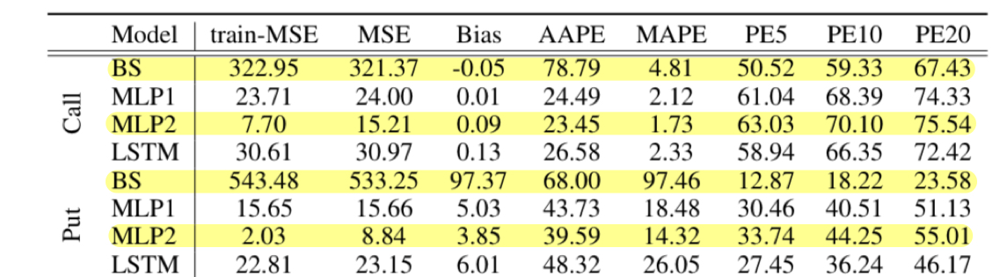 Model train-MSE MSE Bias AAPE MAPE PE5 PE10 PE20
Call
BS 322.95 321.37 -0.05 78.79 4.81 50.52 59.33 67.43
MLP1 23.71 24.00 0.01 24.49 2.12 61.04 68.39 74.33
MLP2 7.70 15.21 0.09 23.45 1.73 63.03 70.10 75.54
LSTM 30.61 30.97 0.13 26.58 2.33 58.94 66.35 72.42
Put
BS 543.48 533.25 97.37 68.00 97.46 12.87 18.22 23.58
MLP1 15.65 15.66 5.03 43.73 18.48 30.46 40.51 51.13
MLP2 2.03 8.84 3.85 39.59 14.32 33.74 44.25 55.01
LSTM 22.81 23.15 6.01 48.32 26.05 27.45 36.24 46.17